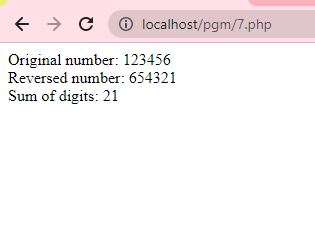 localhost/pgm/7.php
Original number: 123456
Reversed number: 654321
Sum of digits: 21